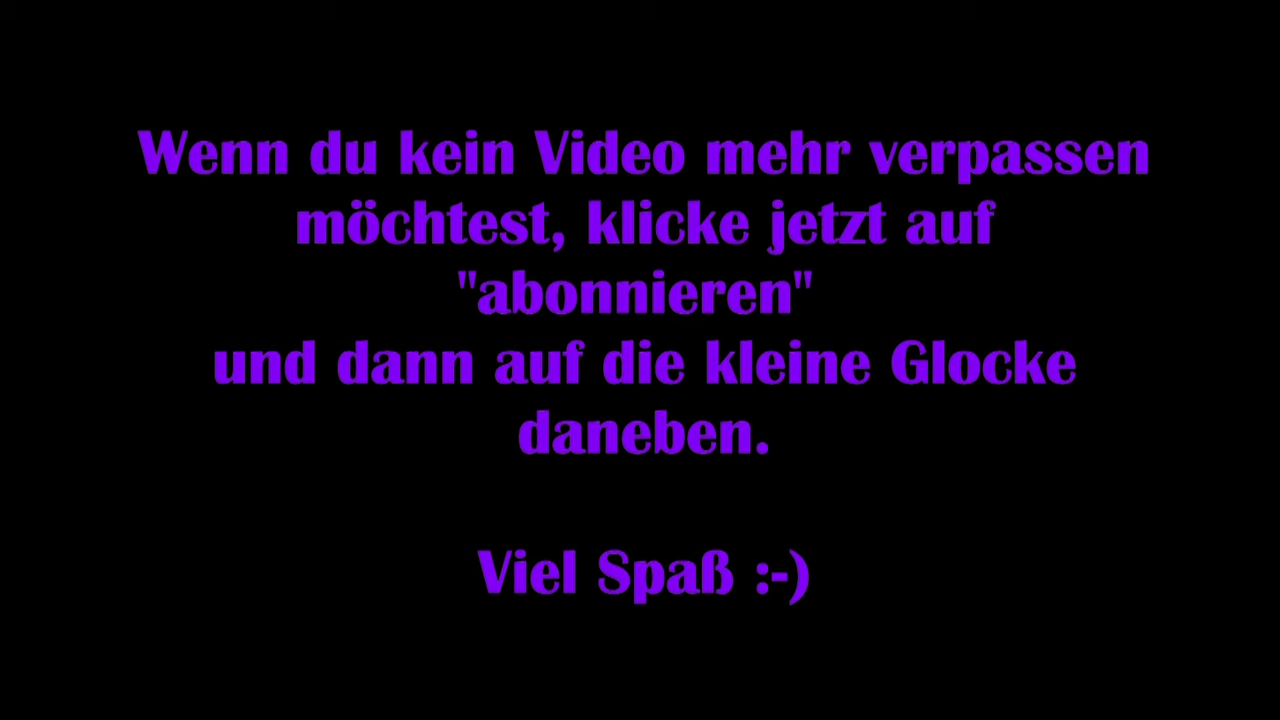 Wenn du kein Video mehr verpassen
möchtest, klicke jetzt auf
"abonnieren"
und dann auf die kleine Glocke
daneben.
Viel Spaß :-)